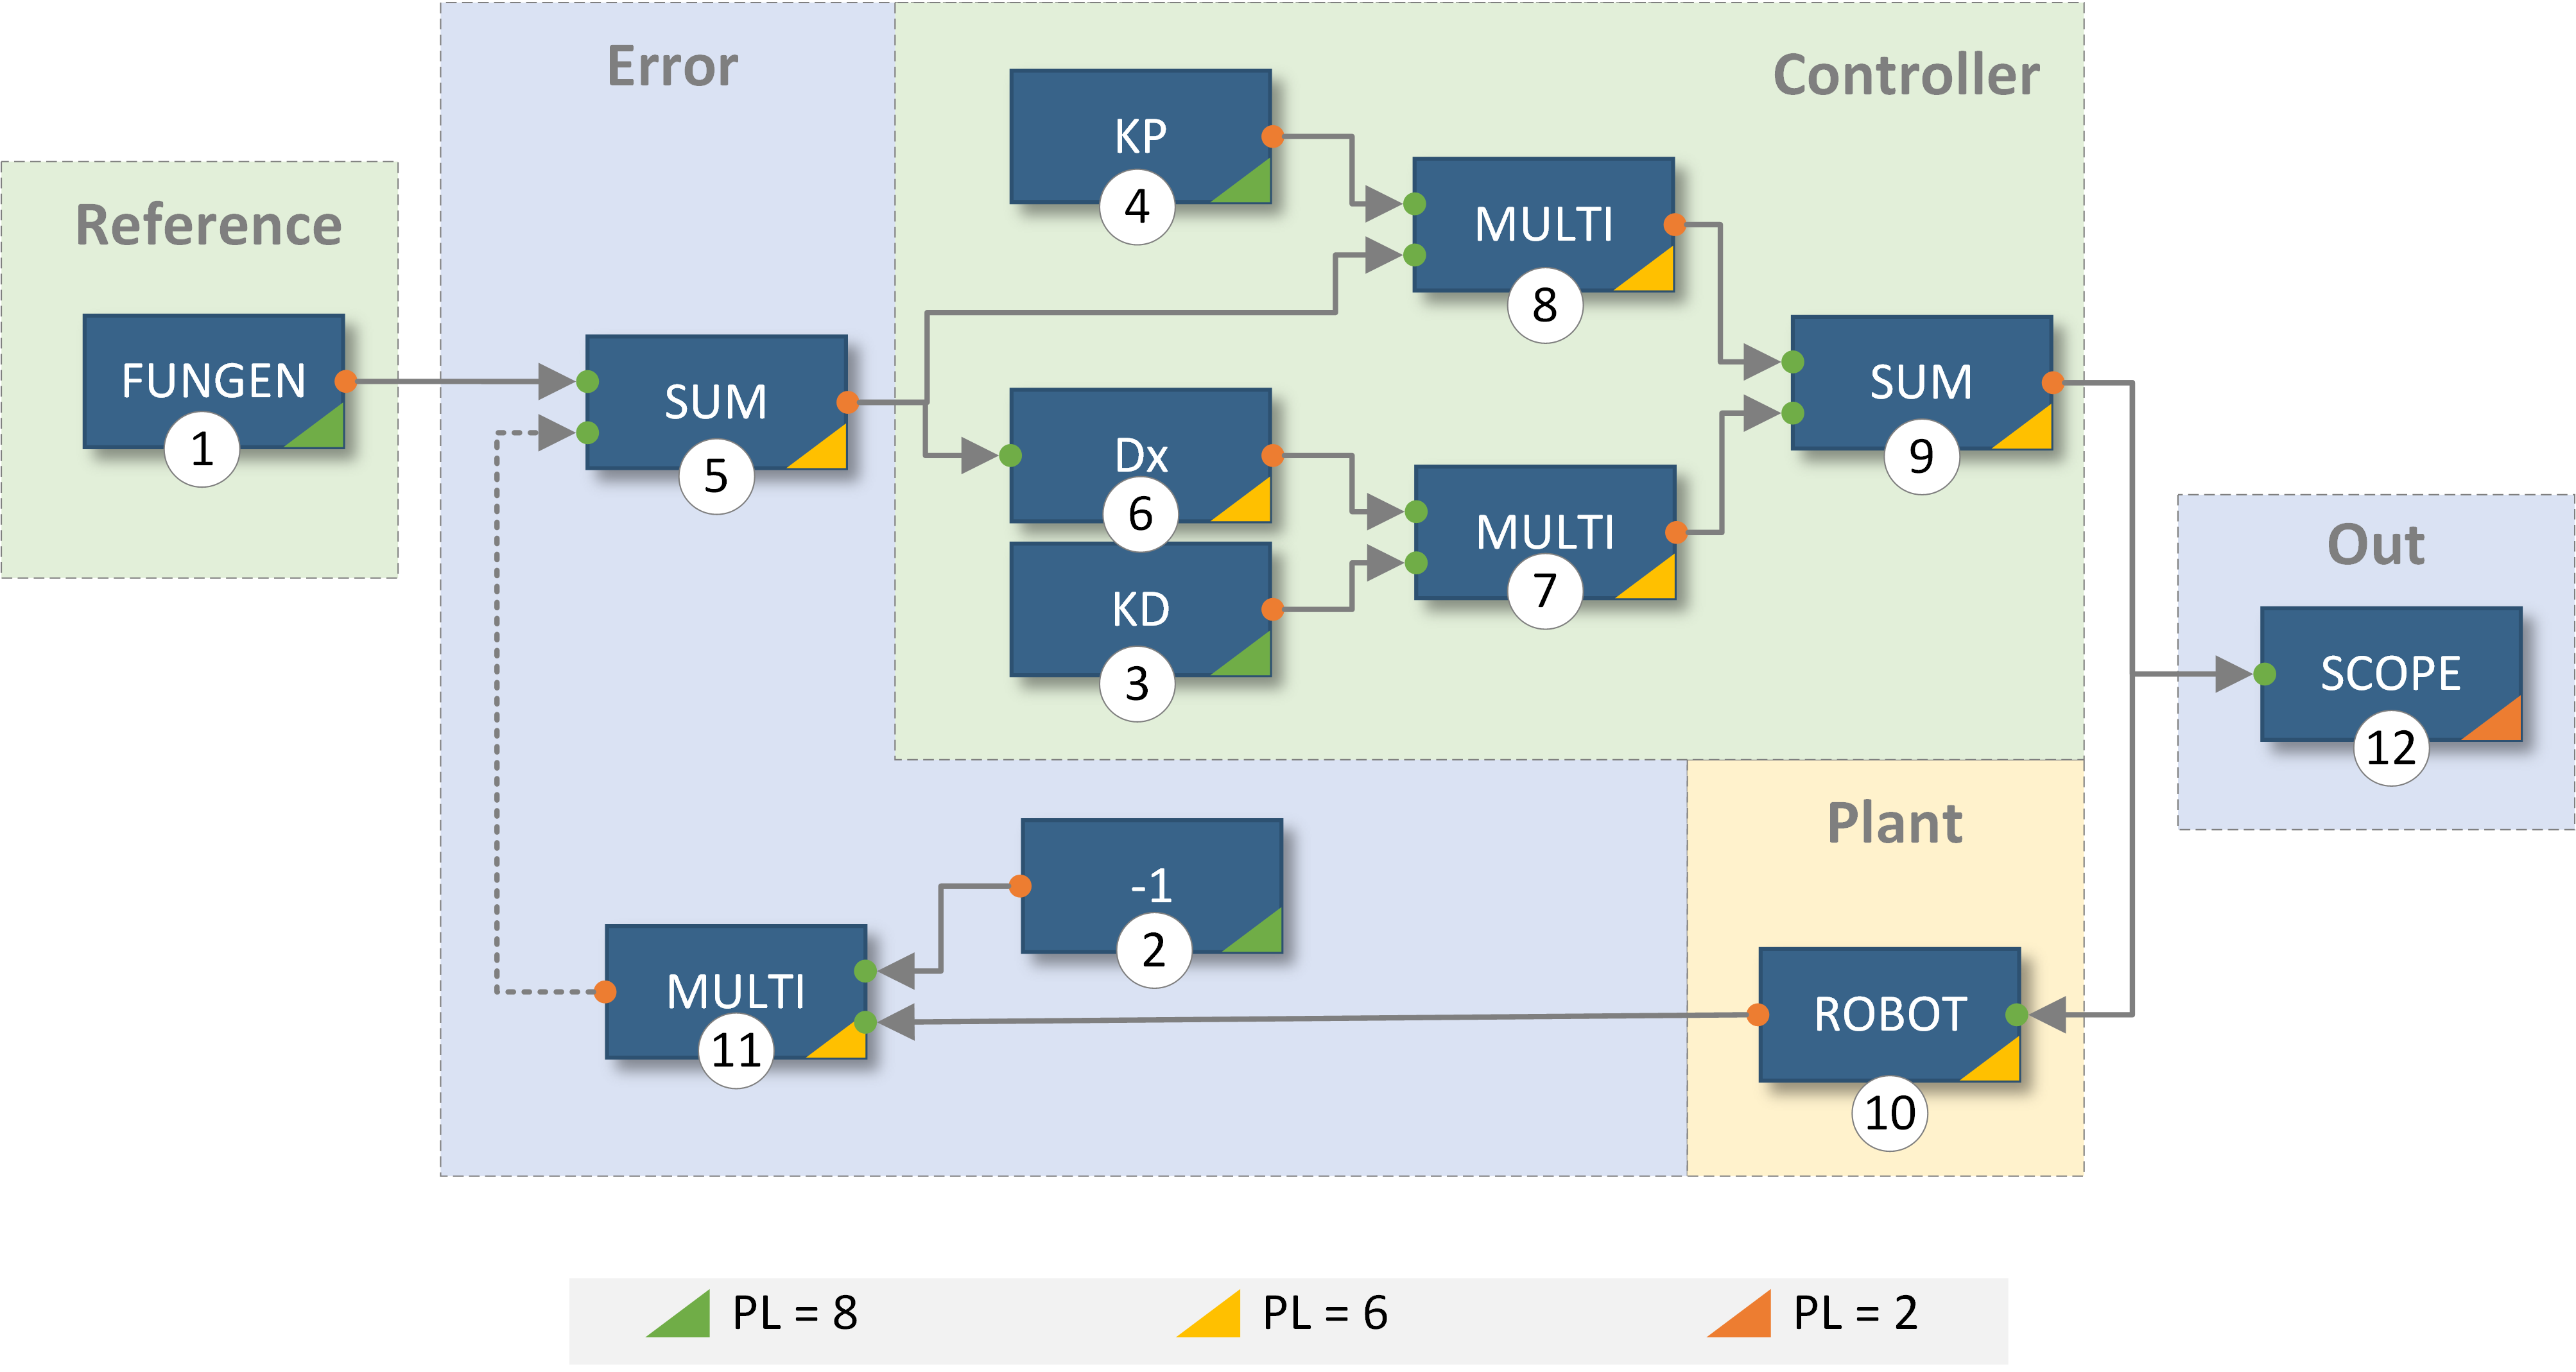 Reference
FUNGEN
1
Error
SUM
5
Controller
KP
4
MULTI
8
Dx
6
KD
3
MULTI
7
SUM
9
Out
SCOPE
12
-1
2
MULTI
11
Plant
ROBOT
10
PL = 8
PL = 6
PL = 2